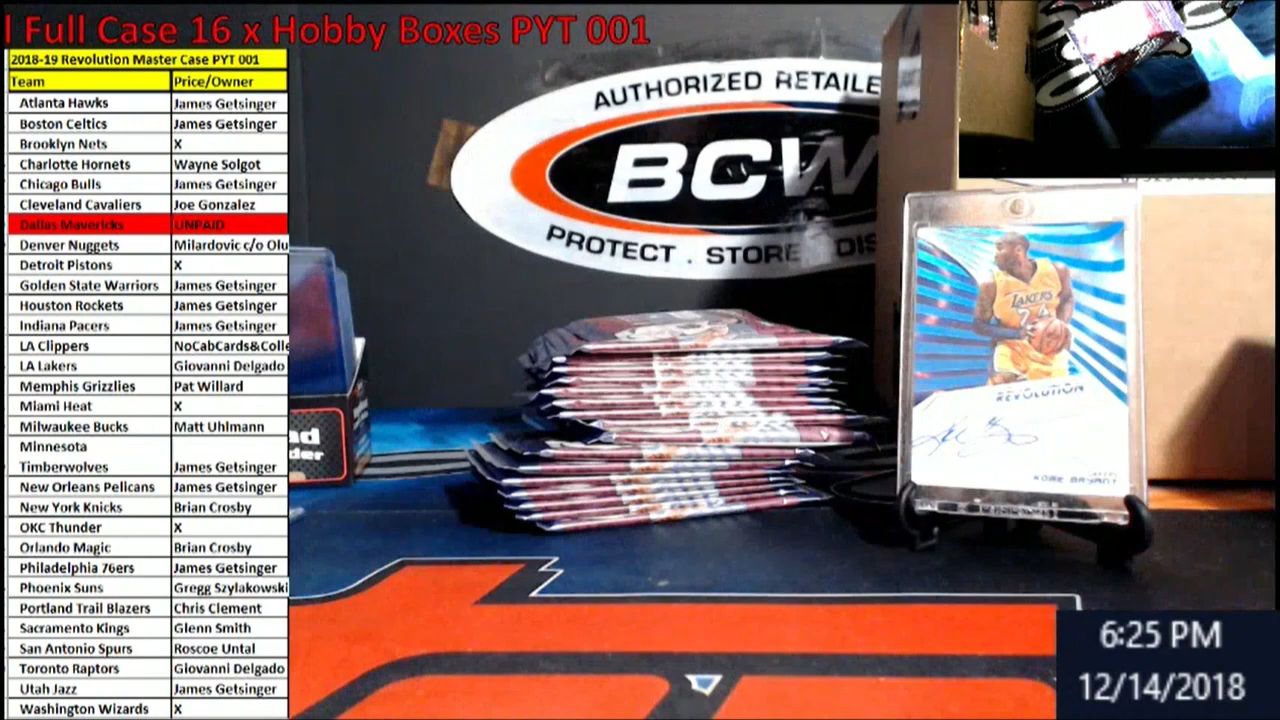 l Full Case 16 x Hobby Boxes PYT 001
2018-19 Revolution Master Case PYT 001
Team Price/Owner
Atlanta Hawks James Getsinger
Boston Celtics James Getsinger
Brooklyn Nets X
Charlotte Hornets Wayne Solgot
Chicago Bulls James Getsinger
Cleveland Cavaliers Joe Gonzalez
Dallas Mavericks UNPAID
Denver Nuggets Milardovic c/o Olu
Detroit Pistons X
Golden State Warriors James Getsinger
Houston Rockets James Getsinger
Indiana Pacers James Getsinger
LA Clippers NoCabCards&Colle
LA Lakers Giovanni Delgado
Memphis Grizzlies Pat Willard
Miami Heat X
Milwaukee Bucks Matt Uhlmann
Minnesota
Timberwolves James Getsinger
New Orleans Pelicans James Getsinger
New York Knicks Brian Crosby
OKC Thunder X
Orlando Magic Brian Crosby
Philadelphia 76ers James Getsinger
Phoenix Suns Gregg Szylakowski
Portland Trail Blazers Chris Clement
Sacramento Kings Glenn Smith
San Antonio Spurs Roscoe Untal
Toronto Raptors Giovanni Delgado
Utah Jazz James Getsinger
Washington Wizards X
AUTHORIZED RETAILE
BCW
PROTECT . STORE . DIS
LAKERS
24
REVOLUTION
KOBE BRYANT
6:25 PM
12/14/2018